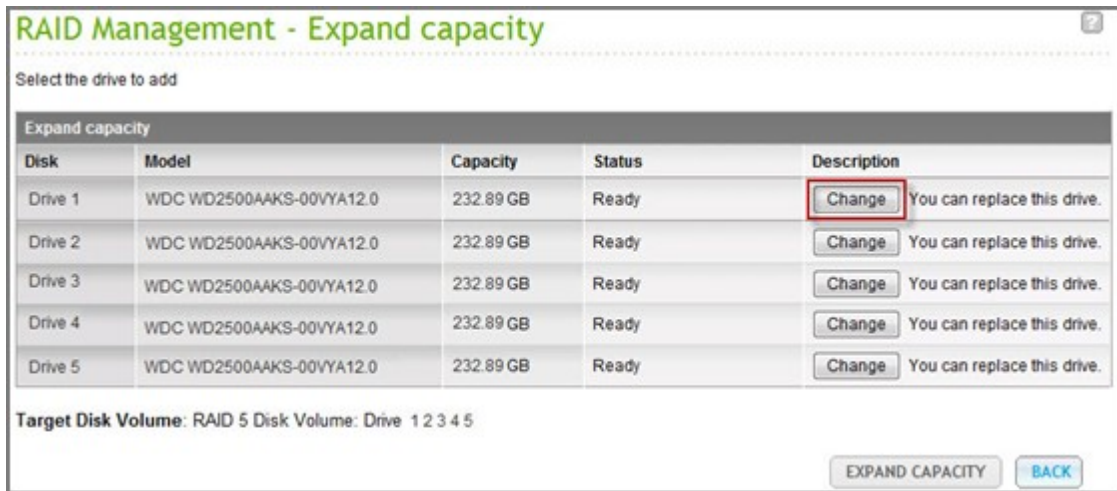 RAID Management - Expand capacity
?
Select the drive to add
Expand capacity
Disk Model Capacity Status Description
Drive 1 WDC WD2500AAKS-00VYA12.0 232.89 GB Ready Change You can replace this drive.
Drive 2 WDC WD2500AAKS-00VYA12.0 232.89 GB Ready Change You can replace this drive.
Drive 3 WDC WD2500AAKS-00VYA12.0 232.89 GB Ready Change You can replace this drive.
Drive 4 WDC WD2500AAKS-00VYA12.0 232.89 GB Ready Change You can replace this drive.
Drive 5 WDC WD2500AAKS-00VYA12.0 232.89 GB Ready Change You can replace this drive.
Target Disk Volume: RAID 5 Disk Volume: Drive 1 2 3 4 5
EXPAND CAPACITY BACK